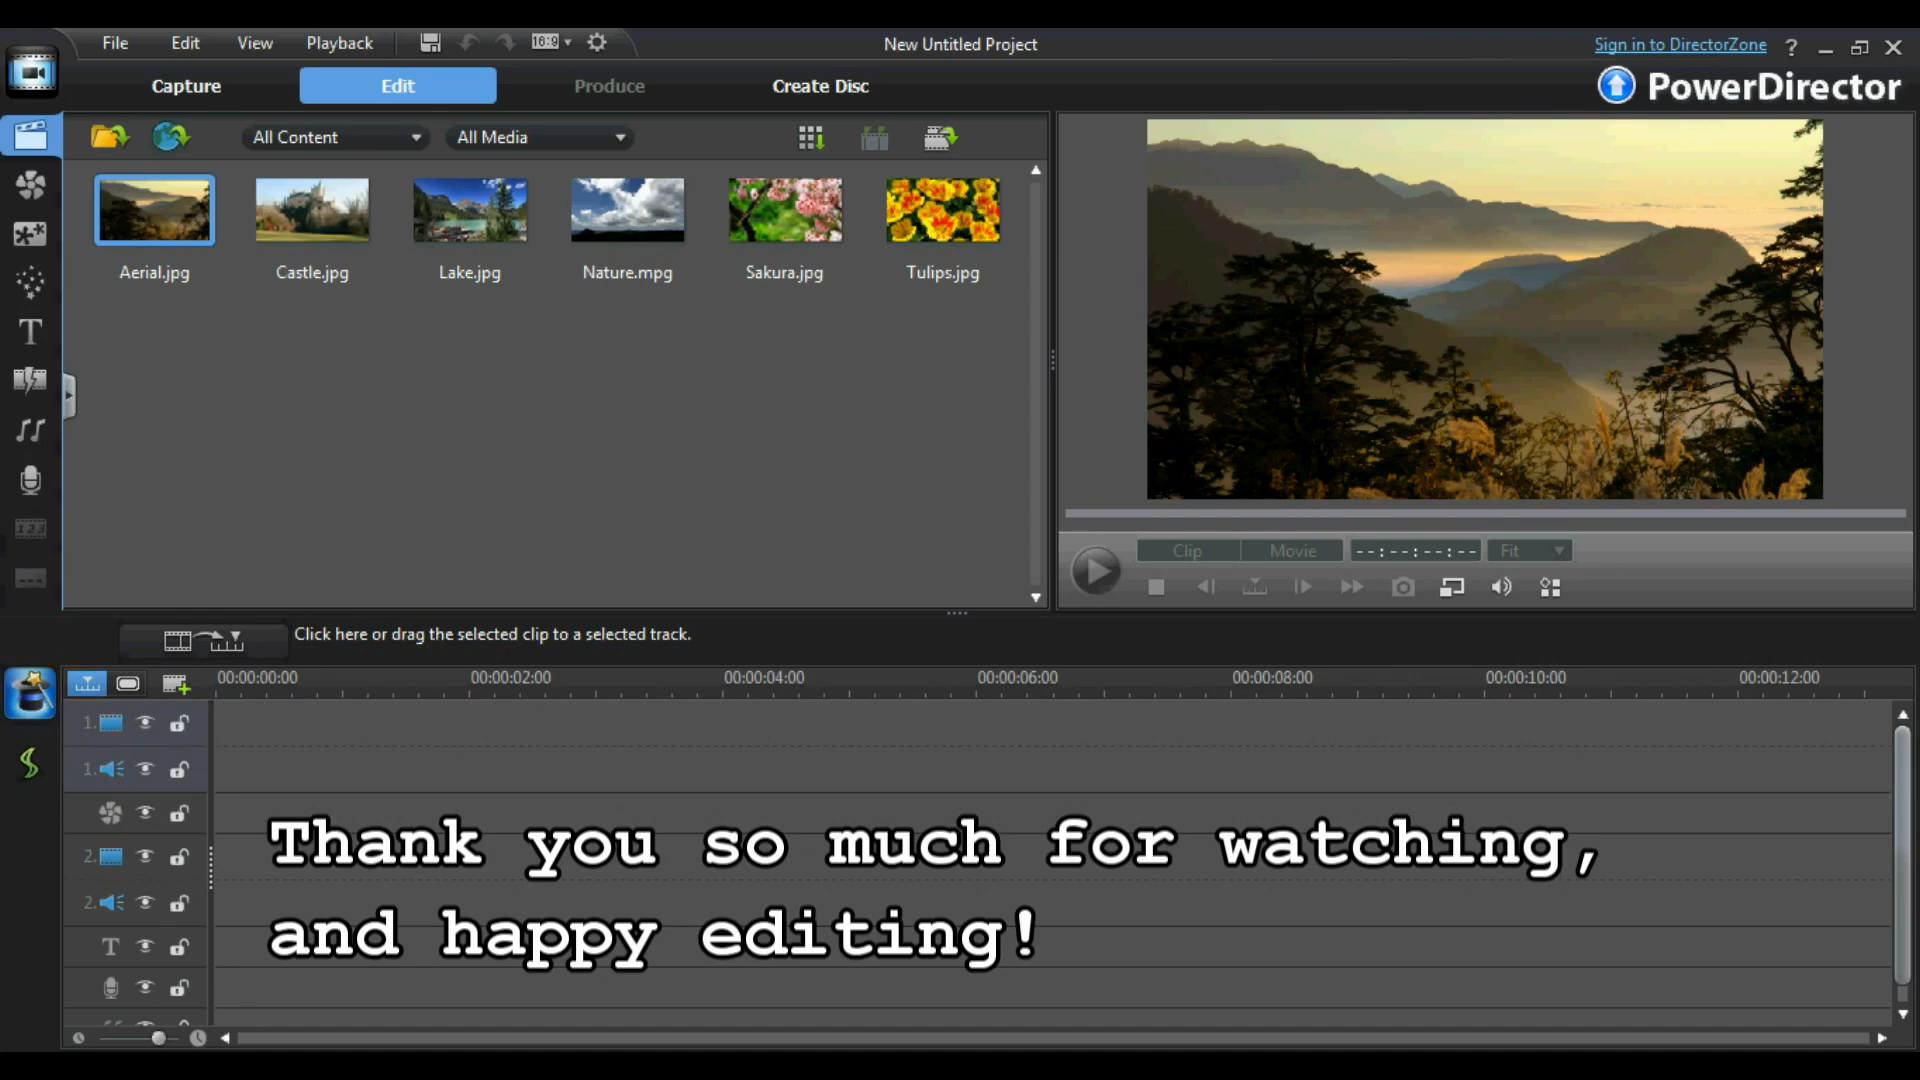 File Edit View Playback 16:9 New Untitled Project Sign in to DirectorZone ?
Capture Edit Produce Create Disc PowerDirector
All Content All Media
Aerial.jpg Castle.jpg Lake.jpg Nature.mpg Sakura.jpg Tulips.jpg
T
123
Clip Movie --:--:--:-- Fit
Click here or drag the selected clip to a selected track.
00:00:00:00 00:00:02:00 00:00:04:00 00:00:06:00 00:00:08:00 00:00:10:00 00:00:12:00
1.
1.
2.
2.
T
Thank you so much for watching,
and happy editing!